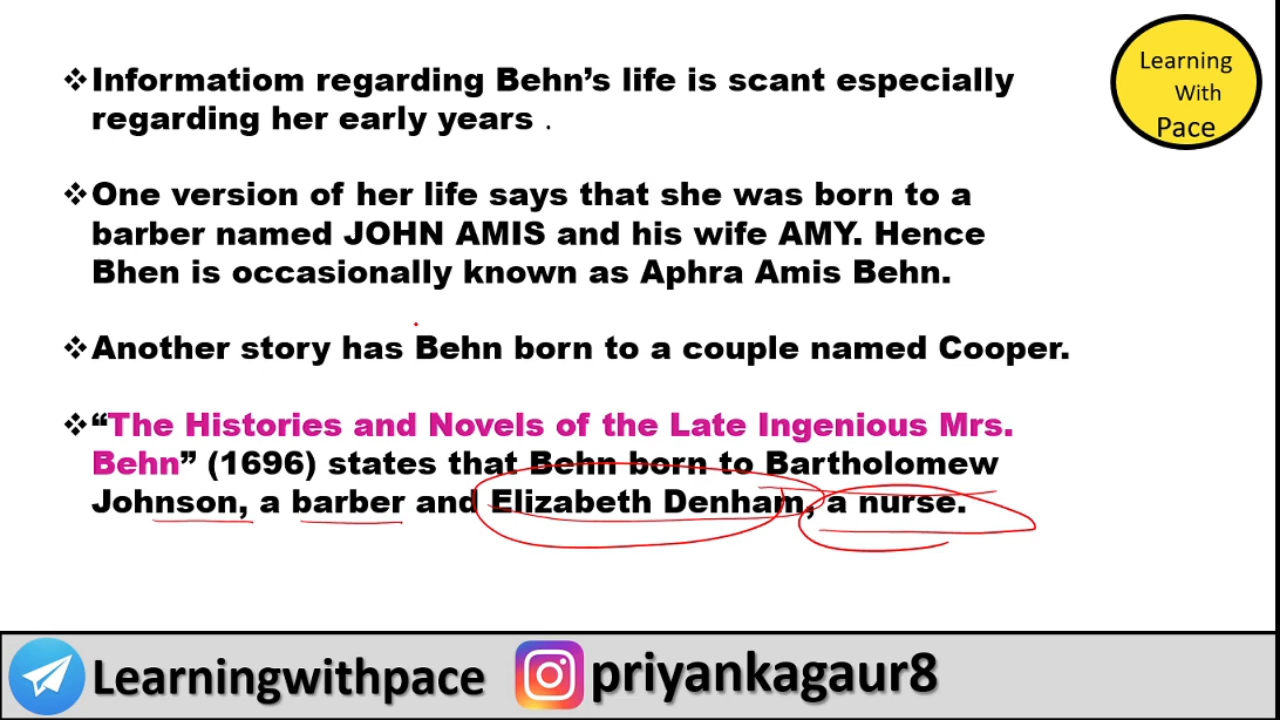 ❖Informatiom regarding Behn's life is scant especially
regarding her early years .
❖One version of her life says that she was born to a
barber named JOHN AMIS and his wife AMY. Hence
Bhen is occasionally known as Aphra Amis Behn.
❖Another story has Behn born to a couple named Cooper.
❖“The Histories and Novels of the Late Ingenious Mrs.
Behn” (1696) states that Behn born to Bartholomew
Johnson, a barber and Elizabeth Denham, a nurse.
Learning
With
Pace
Learningwithpace
priyankagaur8